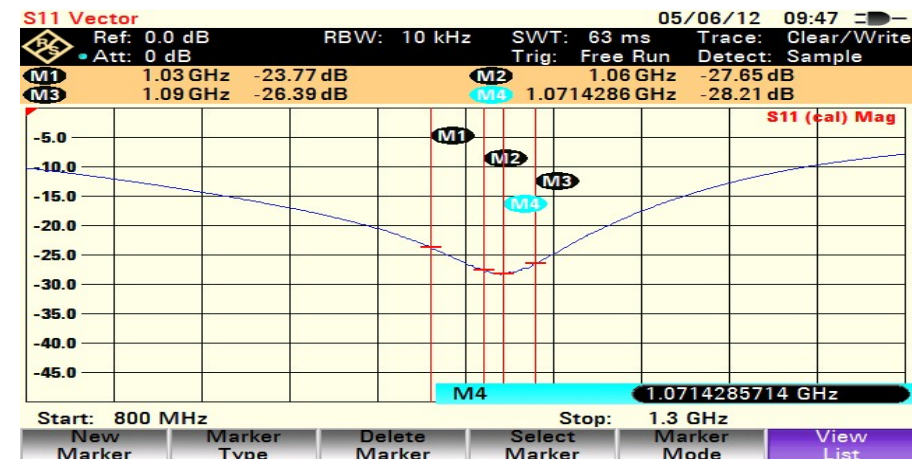 S11 Vector 05/06/12 09:47
R&S Ref: 0.0 dB RBW: 10 kHz SWT: 63 ms Trace: Clear/Write
Att: 0 dB Trig: Free Run Detect: Sample
M1 1.03 GHz -23.77 dB M2 1.06 GHz -27.65 dB
M3 1.09 GHz -26.39 dB M4 1.0714286 GHz -28.21 dB
S11 (cal) Mag
-5.0
M1
M2
-10.0
M3
-15.0
M4
-20.0
-25.0
-30.0
-35.0
-40.0
-45.0
M4 1.0714285714 GHz
Start: 800 MHz Stop: 1.3 GHz
New Marker Delete Select Marker View
Marker Type Marker Marker Mode List